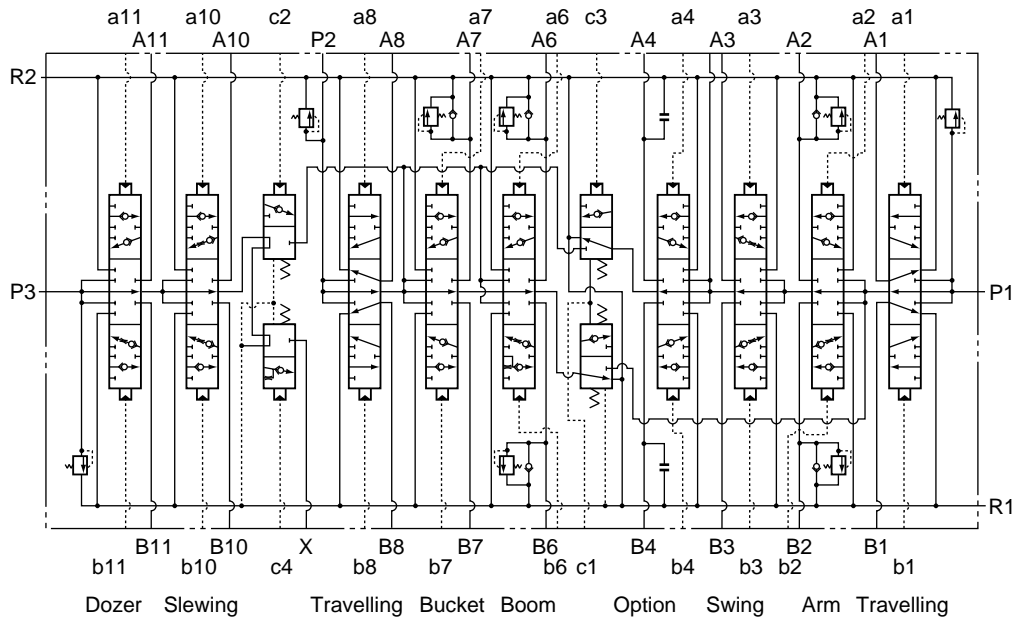 a11 a10 c2 a8 a7 a6 c3 a4 a3 a2 a1
A11 A10 P2 A8 A7 A6 A4 A3 A2 A1
R2
P3
P1
R1
B11 B10 X B8 B7 B6 B4 B3 B2 B1
b11 b10 c4 b8 b7 b6 c1 b4 b3 b2 b1
Dozer Slewing Travelling Bucket Boom Option Swing Arm Travelling